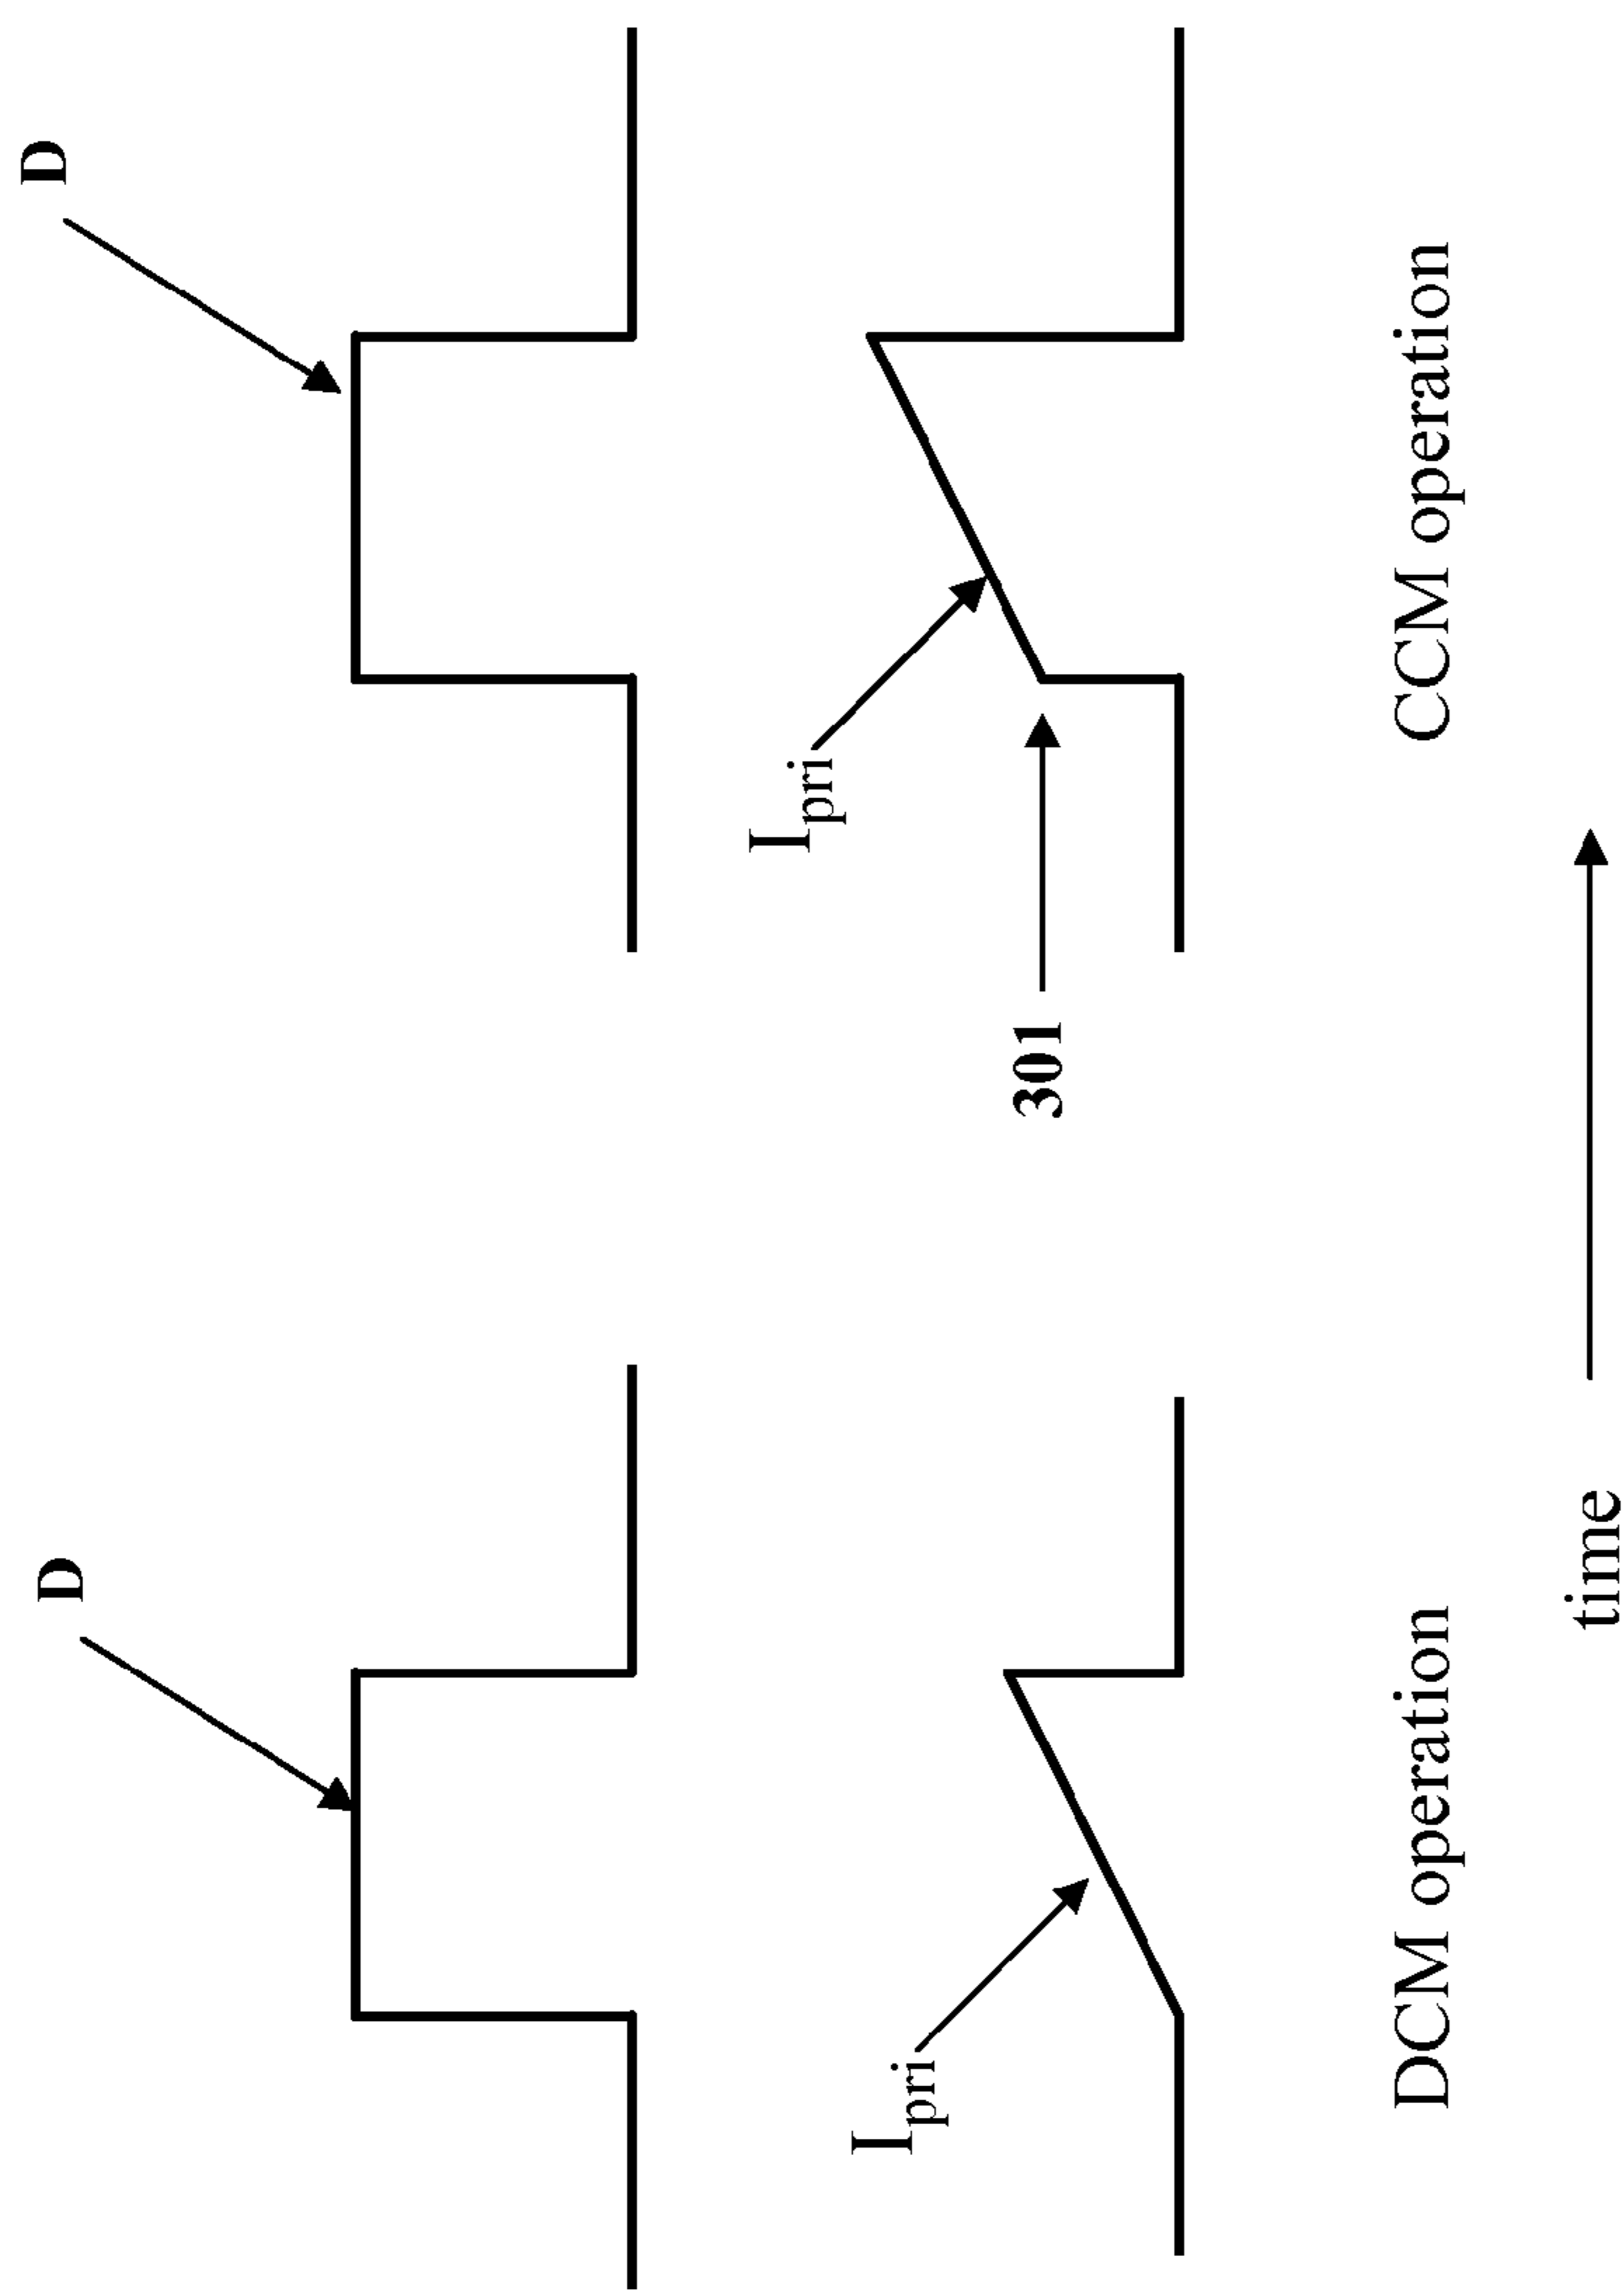 D
D
I_pri
I_pri
301
DCM operation
CCM operation
time